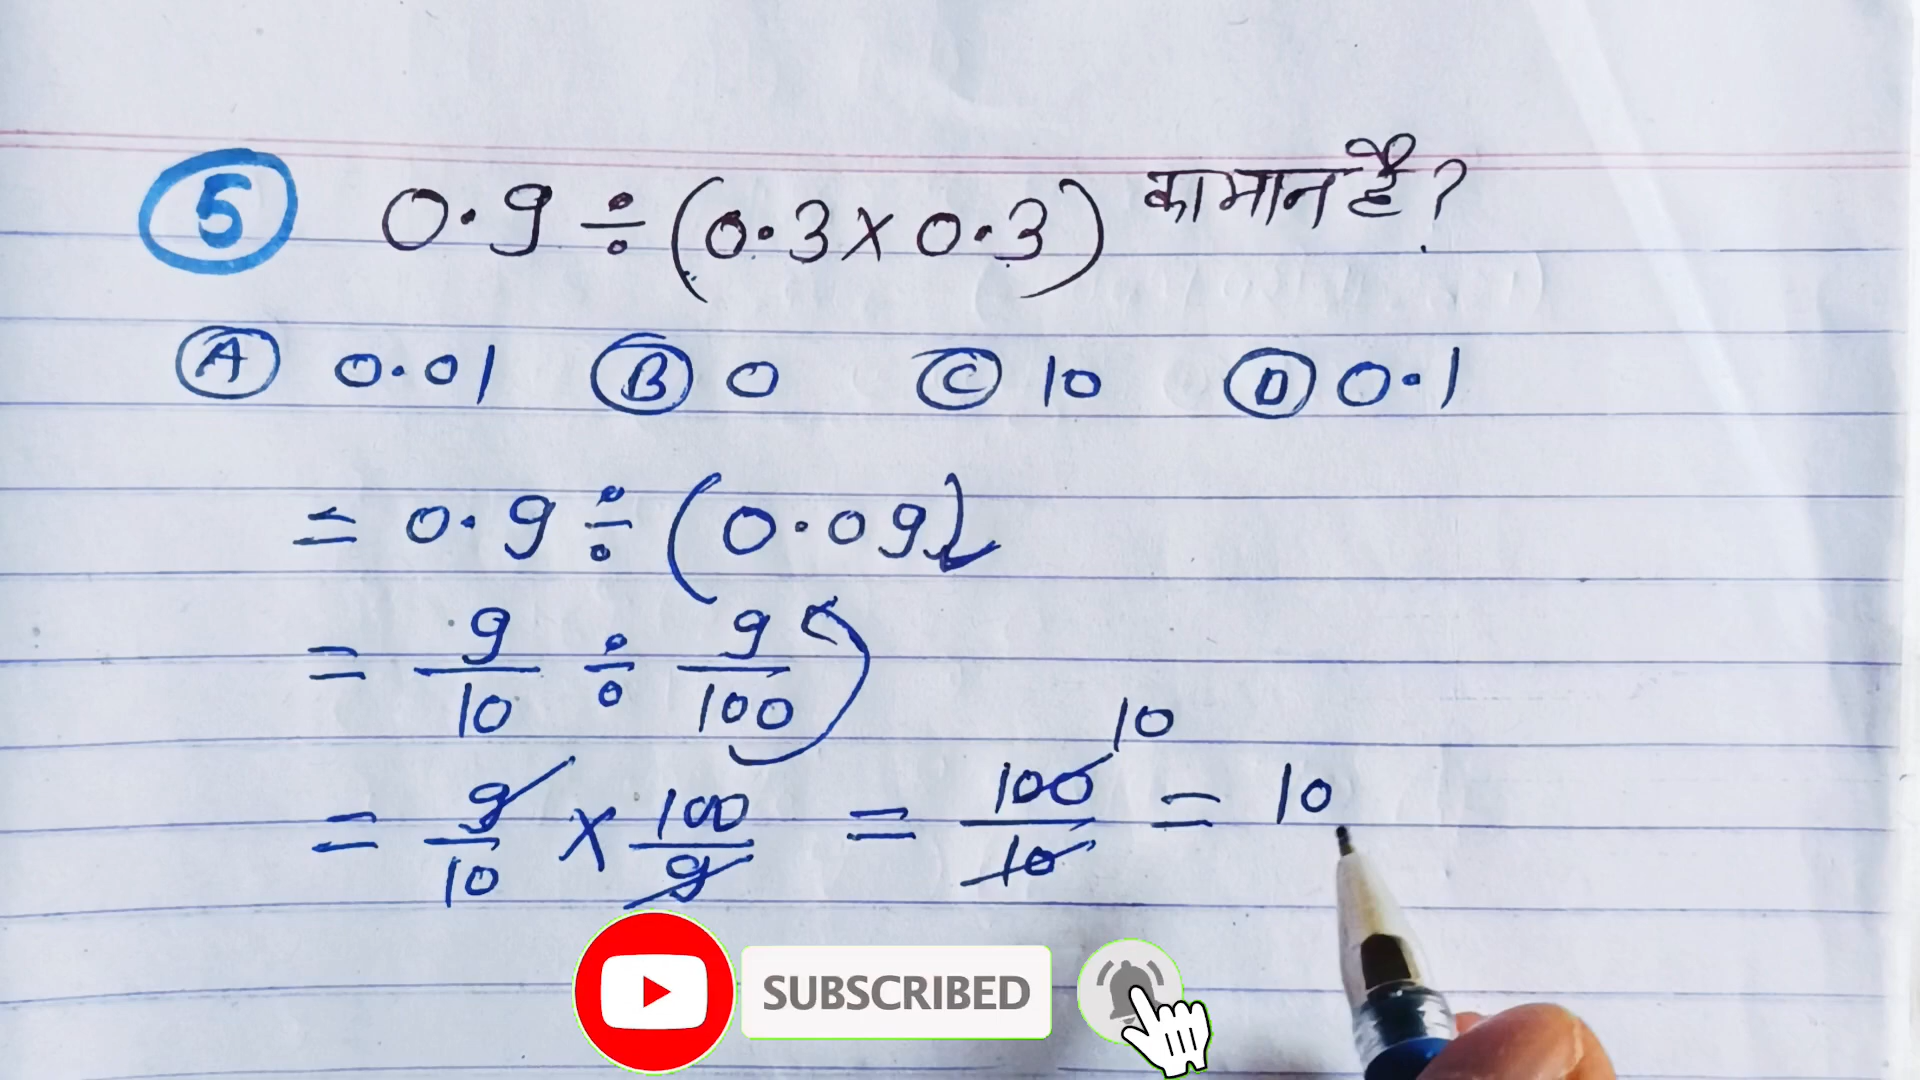 5 0.9 ÷ (0.3 × 0.3) का मान है ?
A 0.01 B 0 C 10 D 0.1
= 0.9 ÷ (0.09)
= 9/10 ÷ 9/100
= 9/10 × 100/9 = 100/10 10 = 10
SUBSCRIBED